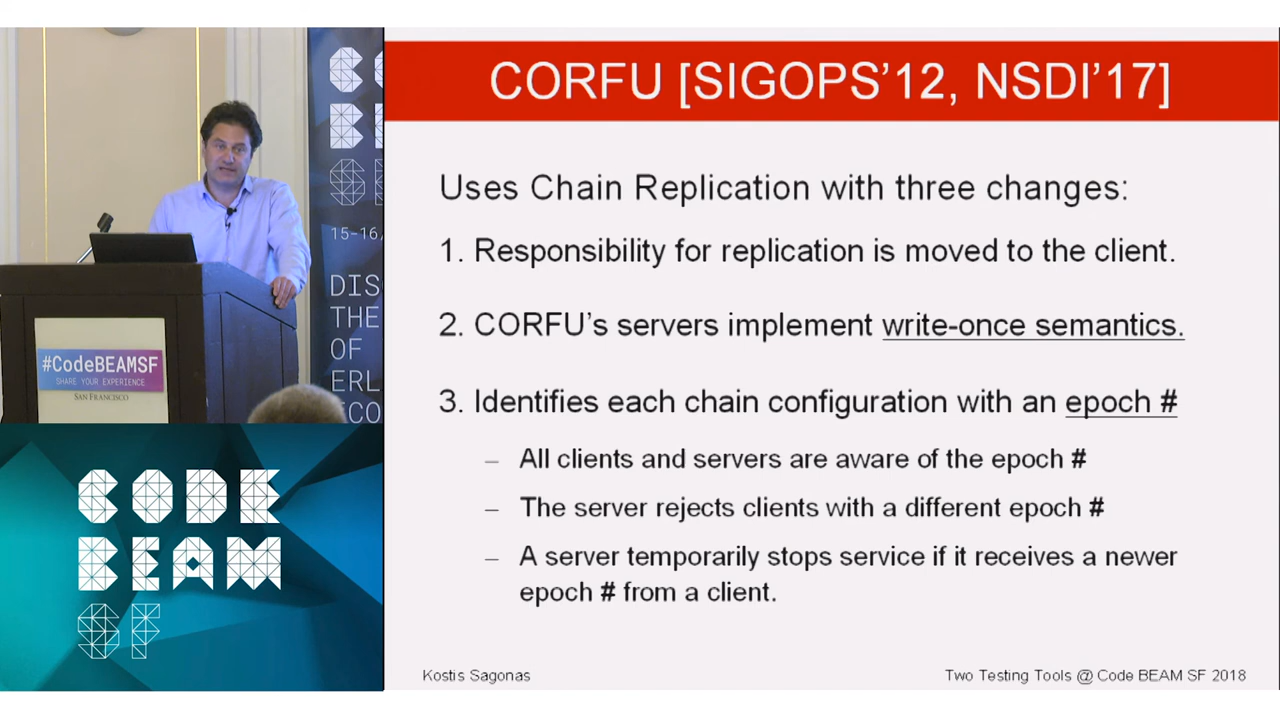 CORFU [SIGOPS'12, NSDI'17]
Uses Chain Replication with three changes:
1. Responsibility for replication is moved to the client.
2. CORFU's servers implement write-once semantics.
3. Identifies each chain configuration with an epoch #
– All clients and servers are aware of the epoch #
– The server rejects clients with a different epoch #
– A server temporarily stops service if it receives a newer
epoch # from a client.
Kostis Sagonas
Two Testing Tools @ Code BEAM SF 2018
15-16/
DIS
THE
OF
ERL
ECO
#CodeBEAMSF
SHARE YOUR EXPERIENCE
SAN FRANCISCO
CODE
BEAM
SF